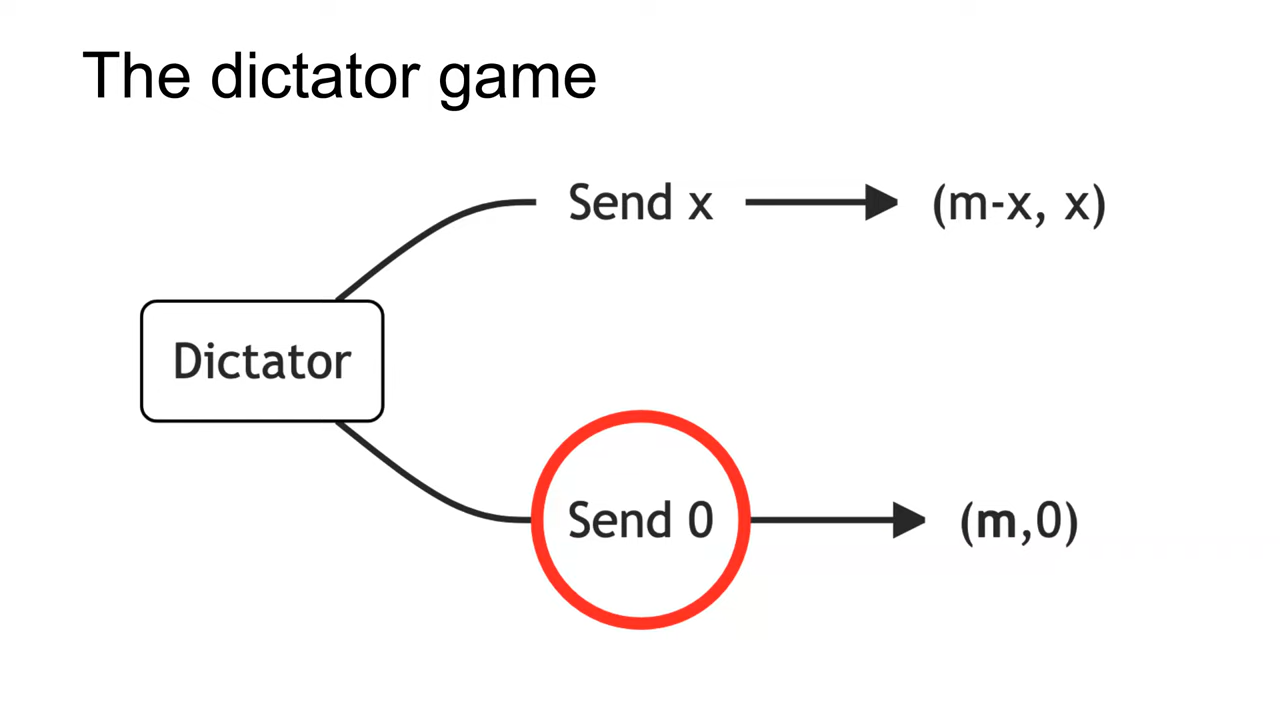 The dictator game
Send x
(m-x, x)
Dictator
Send 0
(m,0)